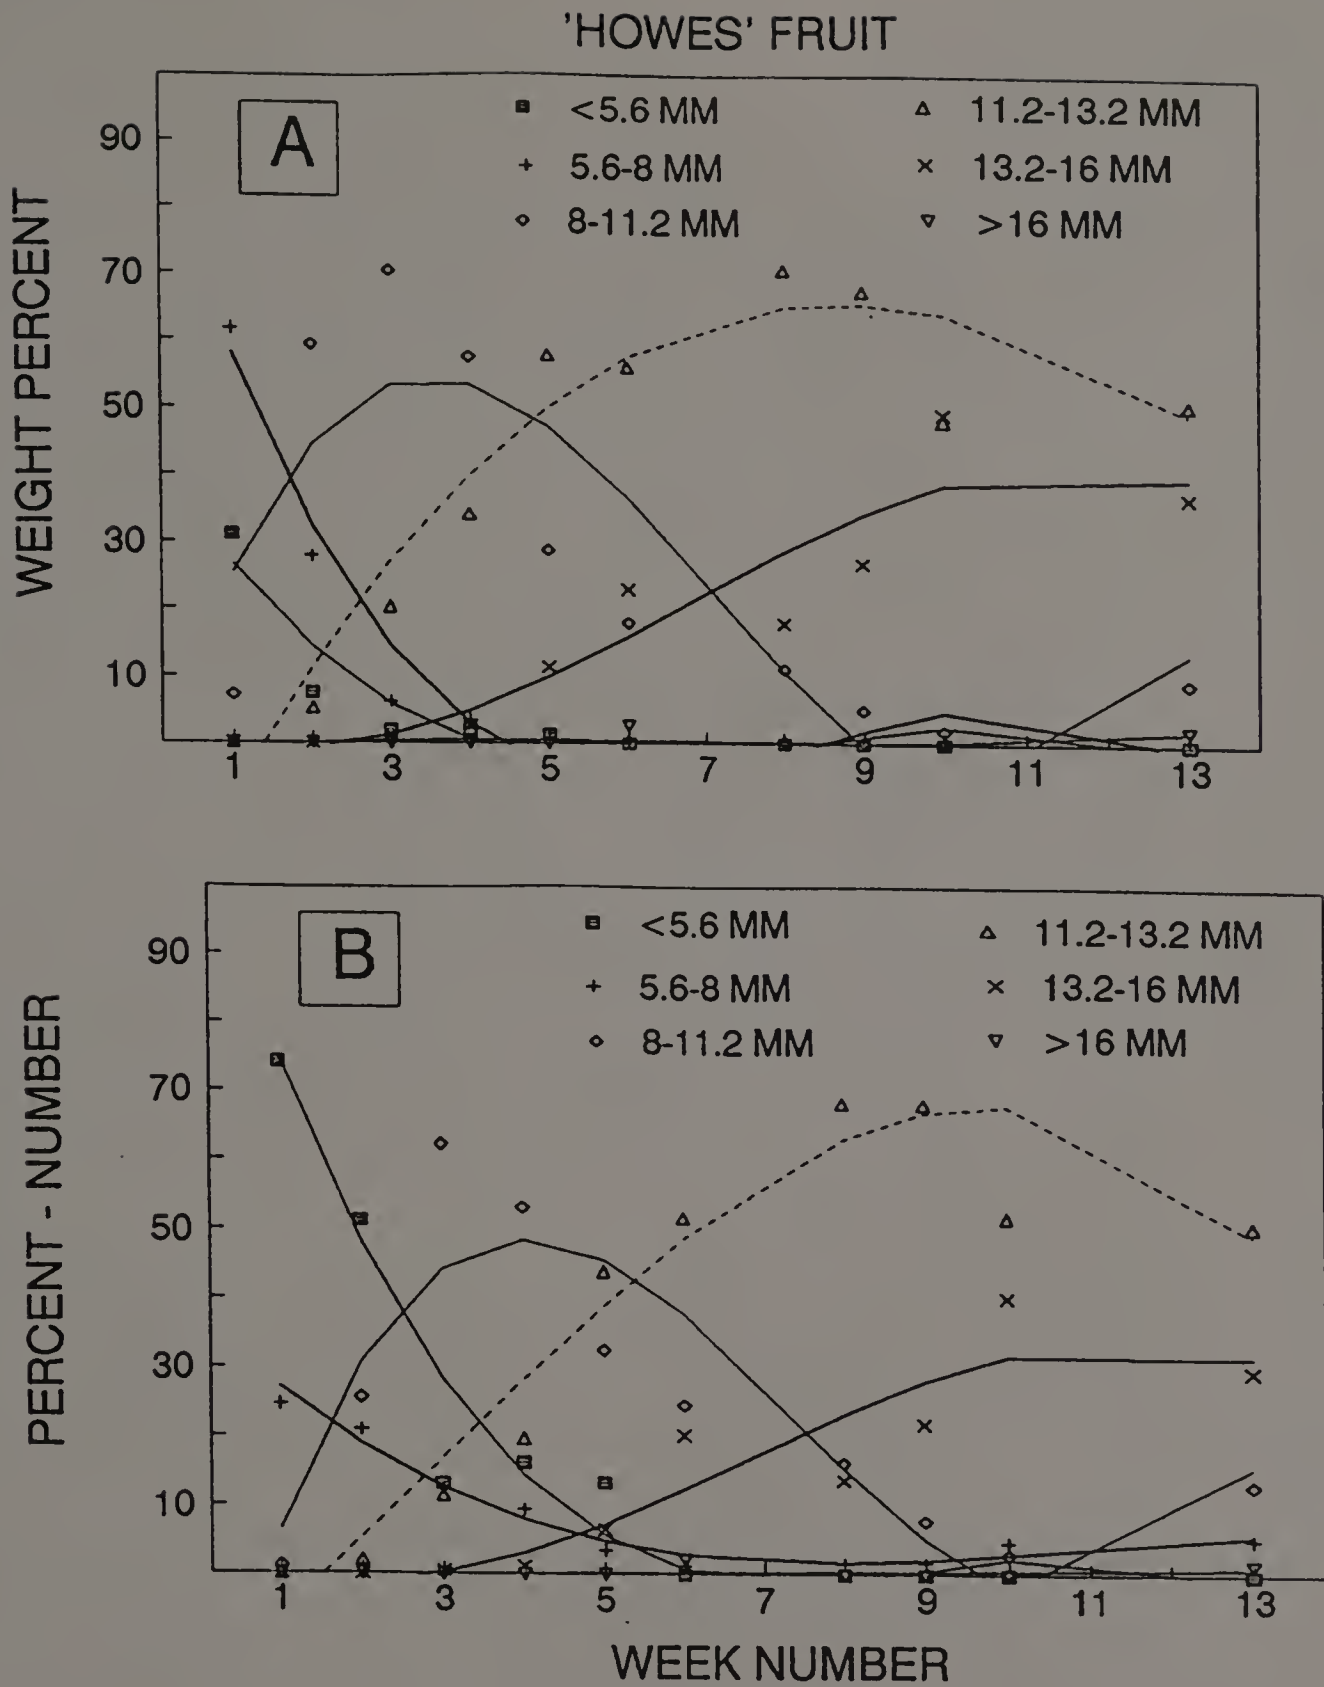 'HOWES' FRUIT
A
<5.6 MM
11.2-13.2 MM
5.6-8 MM
13.2-16 MM
8-11.2 MM
>16 MM
WEIGHT PERCENT
90
70
50
30
10
1 3 5 7 9 11 13
B
<5.6 MM
11.2-13.2 MM
5.6-8 MM
13.2-16 MM
8-11.2 MM
>16 MM
PERCENT - NUMBER
90
70
50
30
10
1 3 5 7 9 11 13
WEEK NUMBER